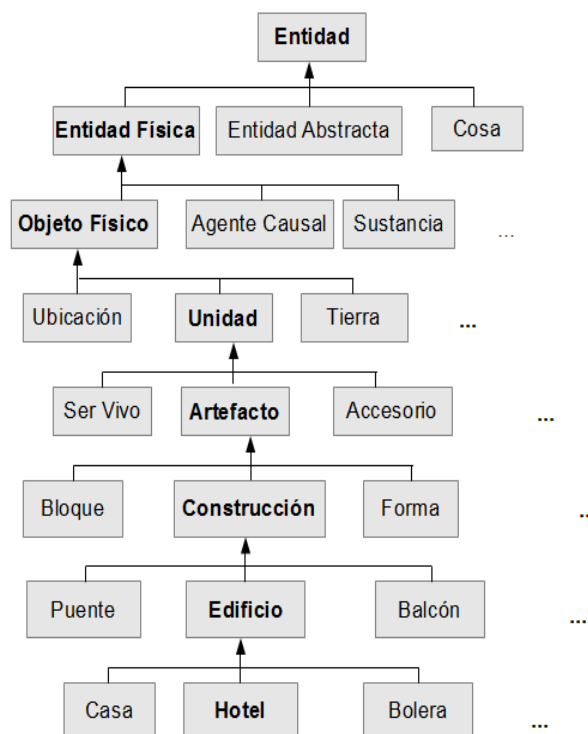 Entidad
Entidad Física Entidad Abstracta Cosa
Objeto Físico Agente Causal Sustancia ...
Ubicación Unidad Tierra ...
Ser Vivo Artefacto Accesorio ...
Bloque Construcción Forma ..
Puente Edificio Balcón ...
Casa Hotel Bolera ...